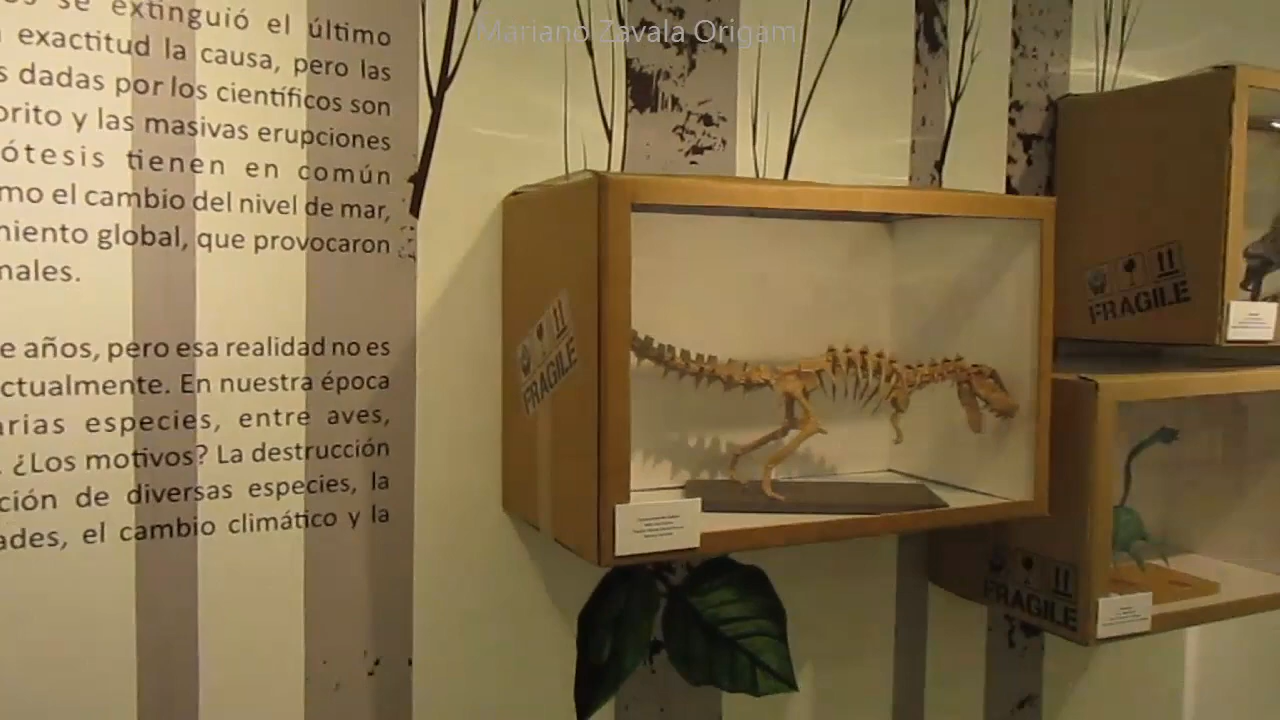 Mariano Zavala Origam
se extinguió el último
exactitud la causa, pero las
s dadas por los científicos son
orito y las masivas erupciones
ótesis tienen en común
mo el cambio del nivel de mar,
miento global, que provocaron
nales.
e años, pero esa realidad no es
ctualmente. En nuestra época
arias especies, entre aves,
. ¿Los motivos? La destrucción
ción de diversas especies, la
ades, el cambio climático y la
FRAGILE
FRAGILE
FRAGILE